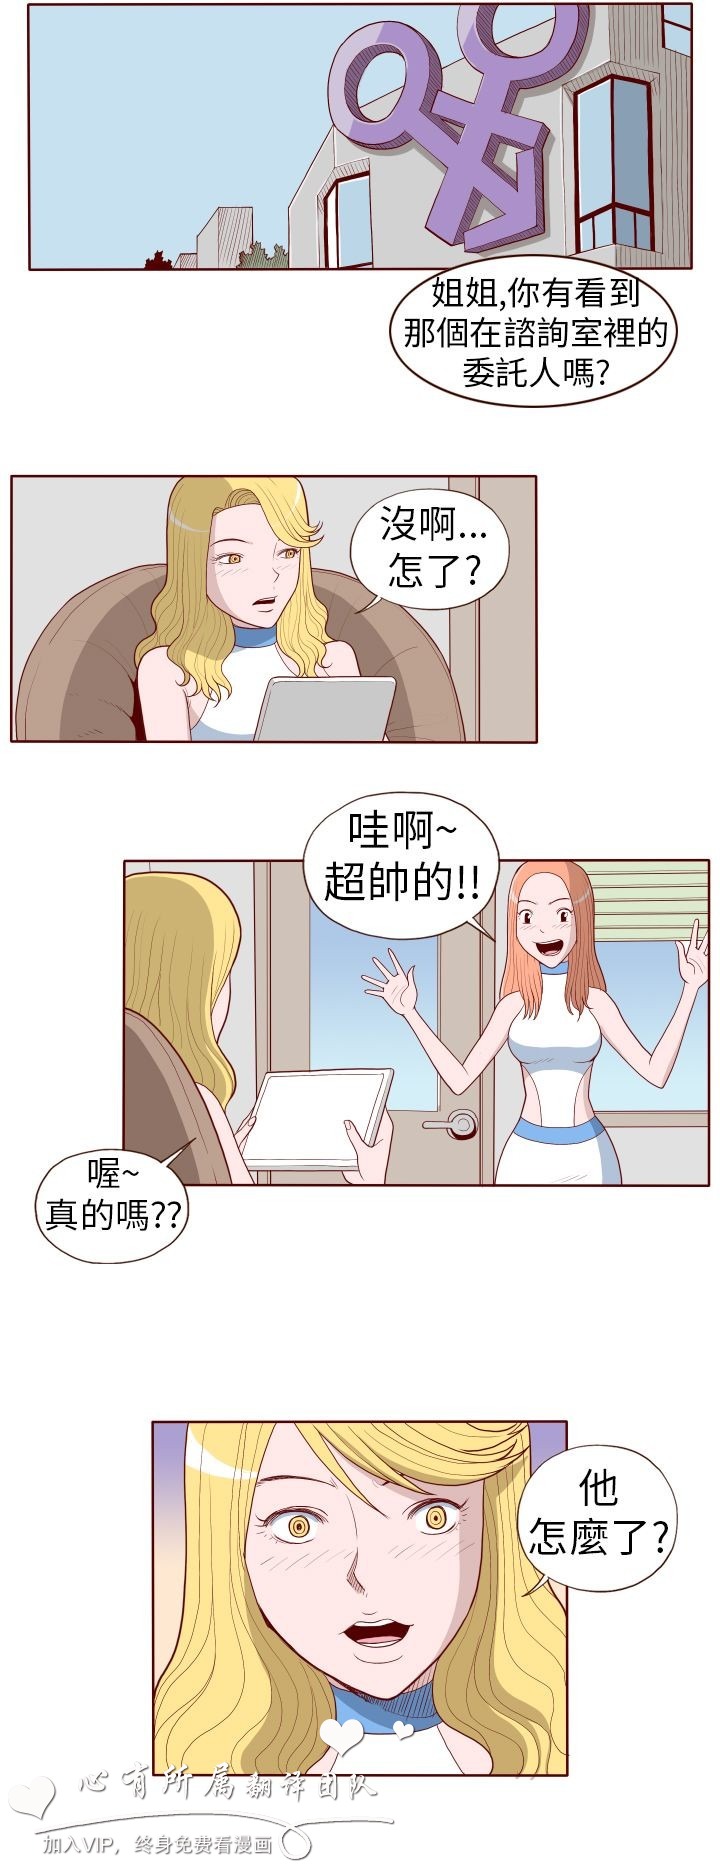 姐姐,你有看到
那個在諮詢室裡的
委託人嗎?
沒啊...
怎了?
哇啊~
超帥的!!
喔~
真的嗎??
他
怎麼了?
心有所属翻译团队
加入VIP，终身免费看漫画